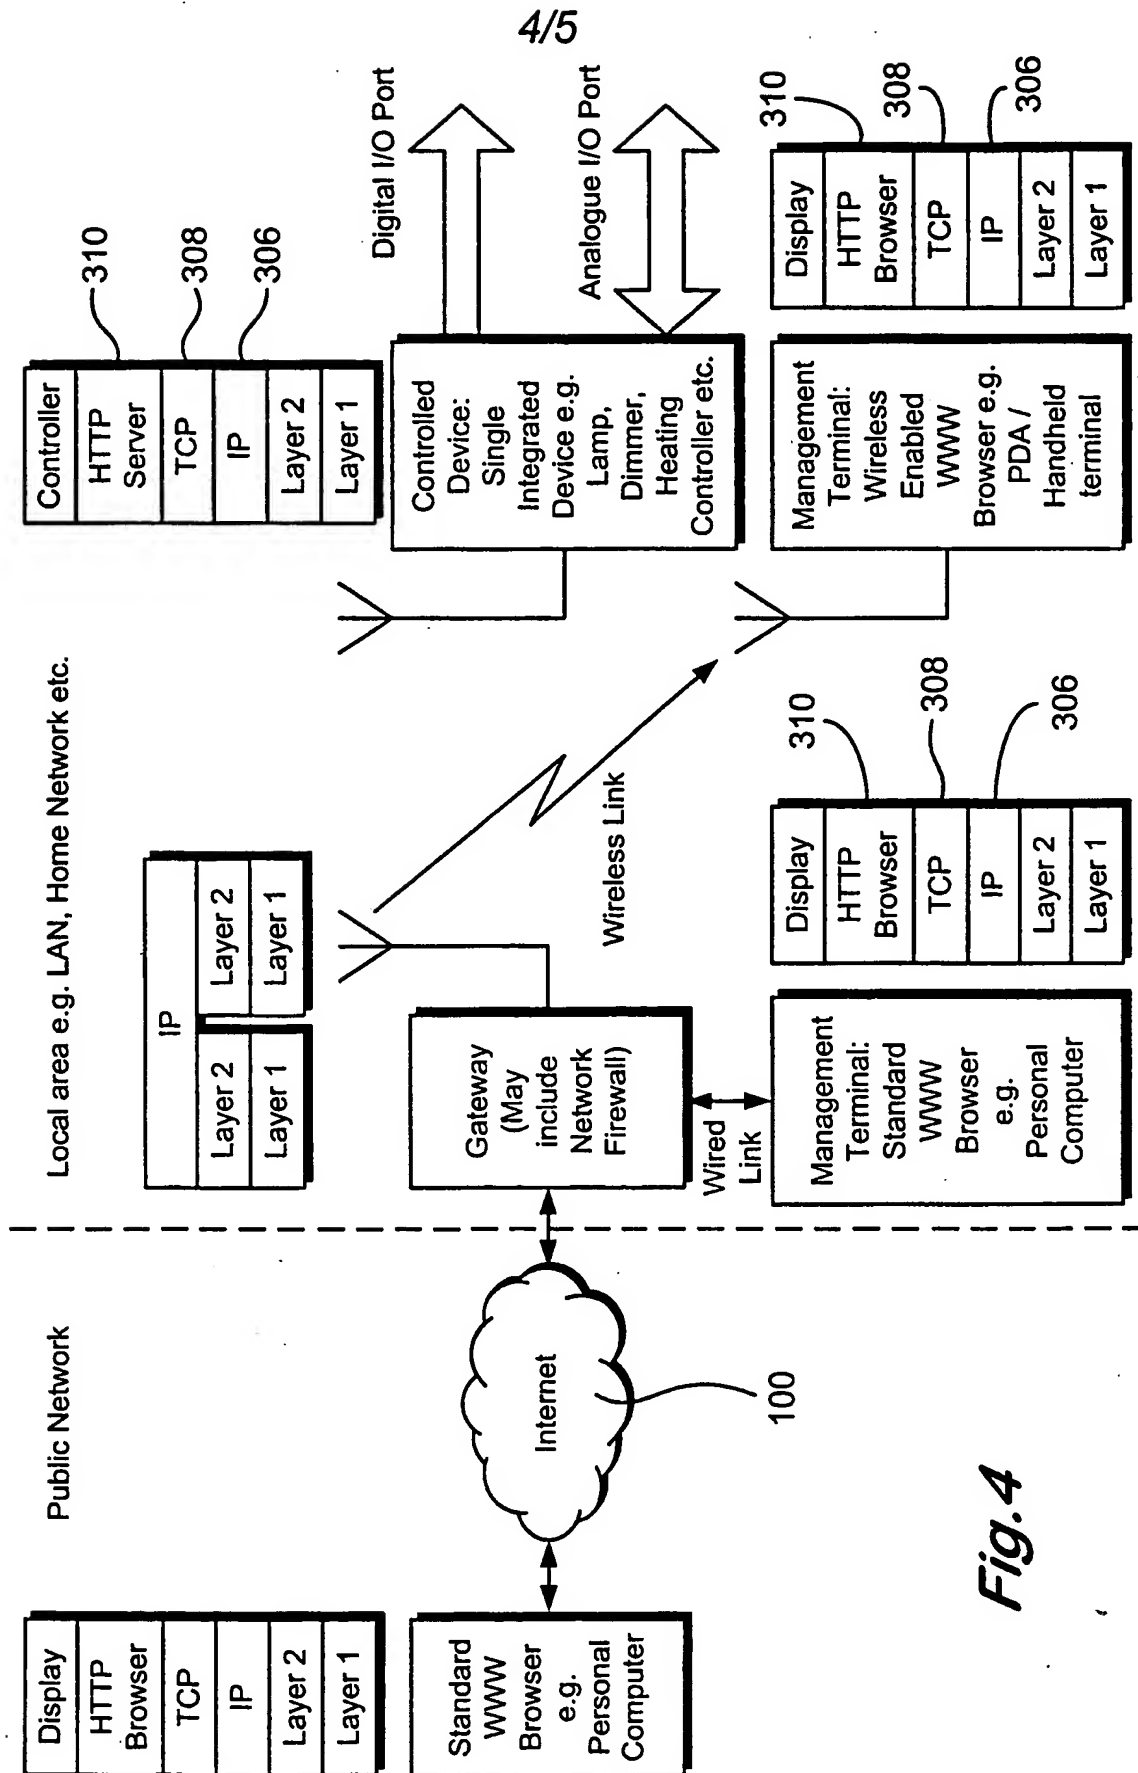 4/5
Public Network
Local area e.g. LAN, Home Network etc.
Display
HTTP
Browser
TCP
IP
Layer 2
Layer 1
Standard
WWW
Browser
e.g.
Personal
Computer
Internet
100
IP
Layer 2
Layer 1
Layer 2
Layer 1
Gateway
(May
include
Network
Firewall)
Wired
Link
Wireless Link
Management
Terminal:
Standard
WWW
Browser
e.g.
Personal
Computer
Display
HTTP
Browser
TCP
IP
Layer 2
Layer 1
310
308
306
Controller
HTTP
Server
TCP
IP
Layer 2
Layer 1
310
308
306
Controlled
Device:
Single
Integrated
Device e.g.
Lamp,
Dimmer,
Heating
Controller etc.
Digital I/O Port
Analogue I/O Port
Management
Terminal:
Wireless
Enabled
WWW
Browser e.g.
PDA /
Handheld
terminal
Display
HTTP
Browser
TCP
IP
Layer 2
Layer 1
310
308
306
Fig.4